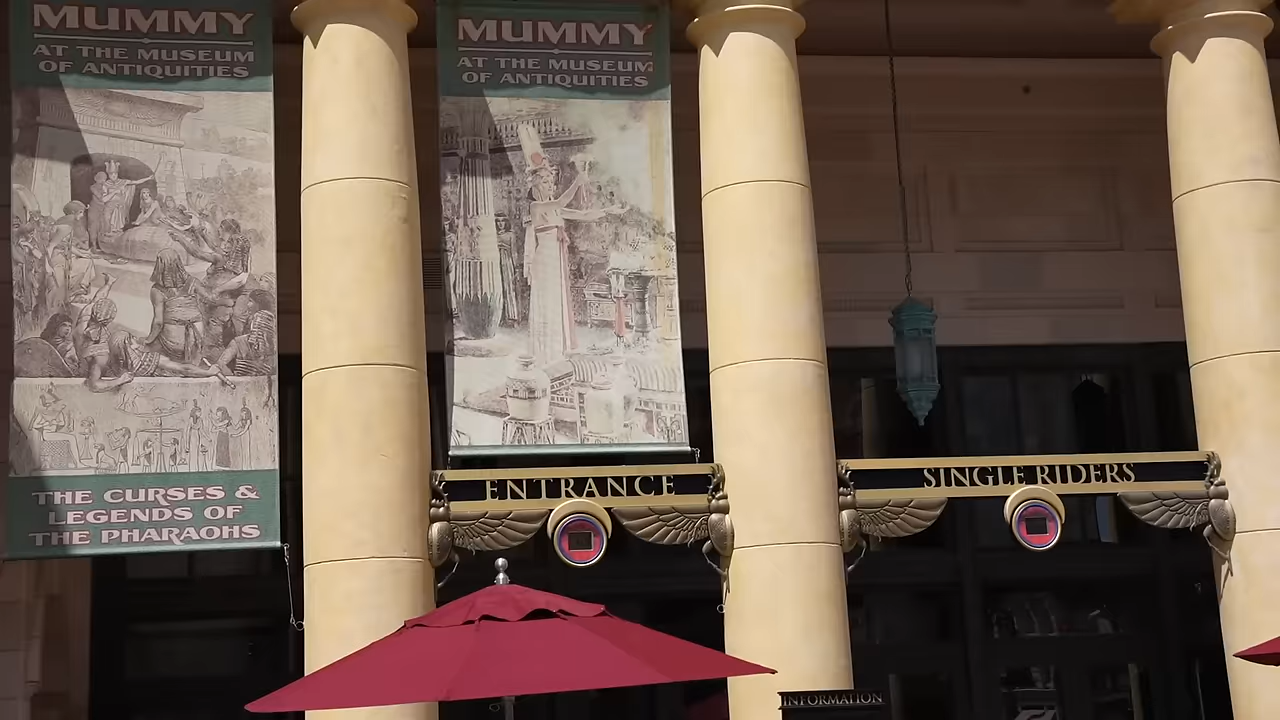 MUMMY
AT THE MUSEUM
OF ANTIQUITIES
THE CURSES &
LEGENDS OF
THE PHARAOHS
MUMMY
AT THE MUSEUM
OF ANTIQUITIES
ENTRANCE
SINGLE RIDERS
INFORMATION